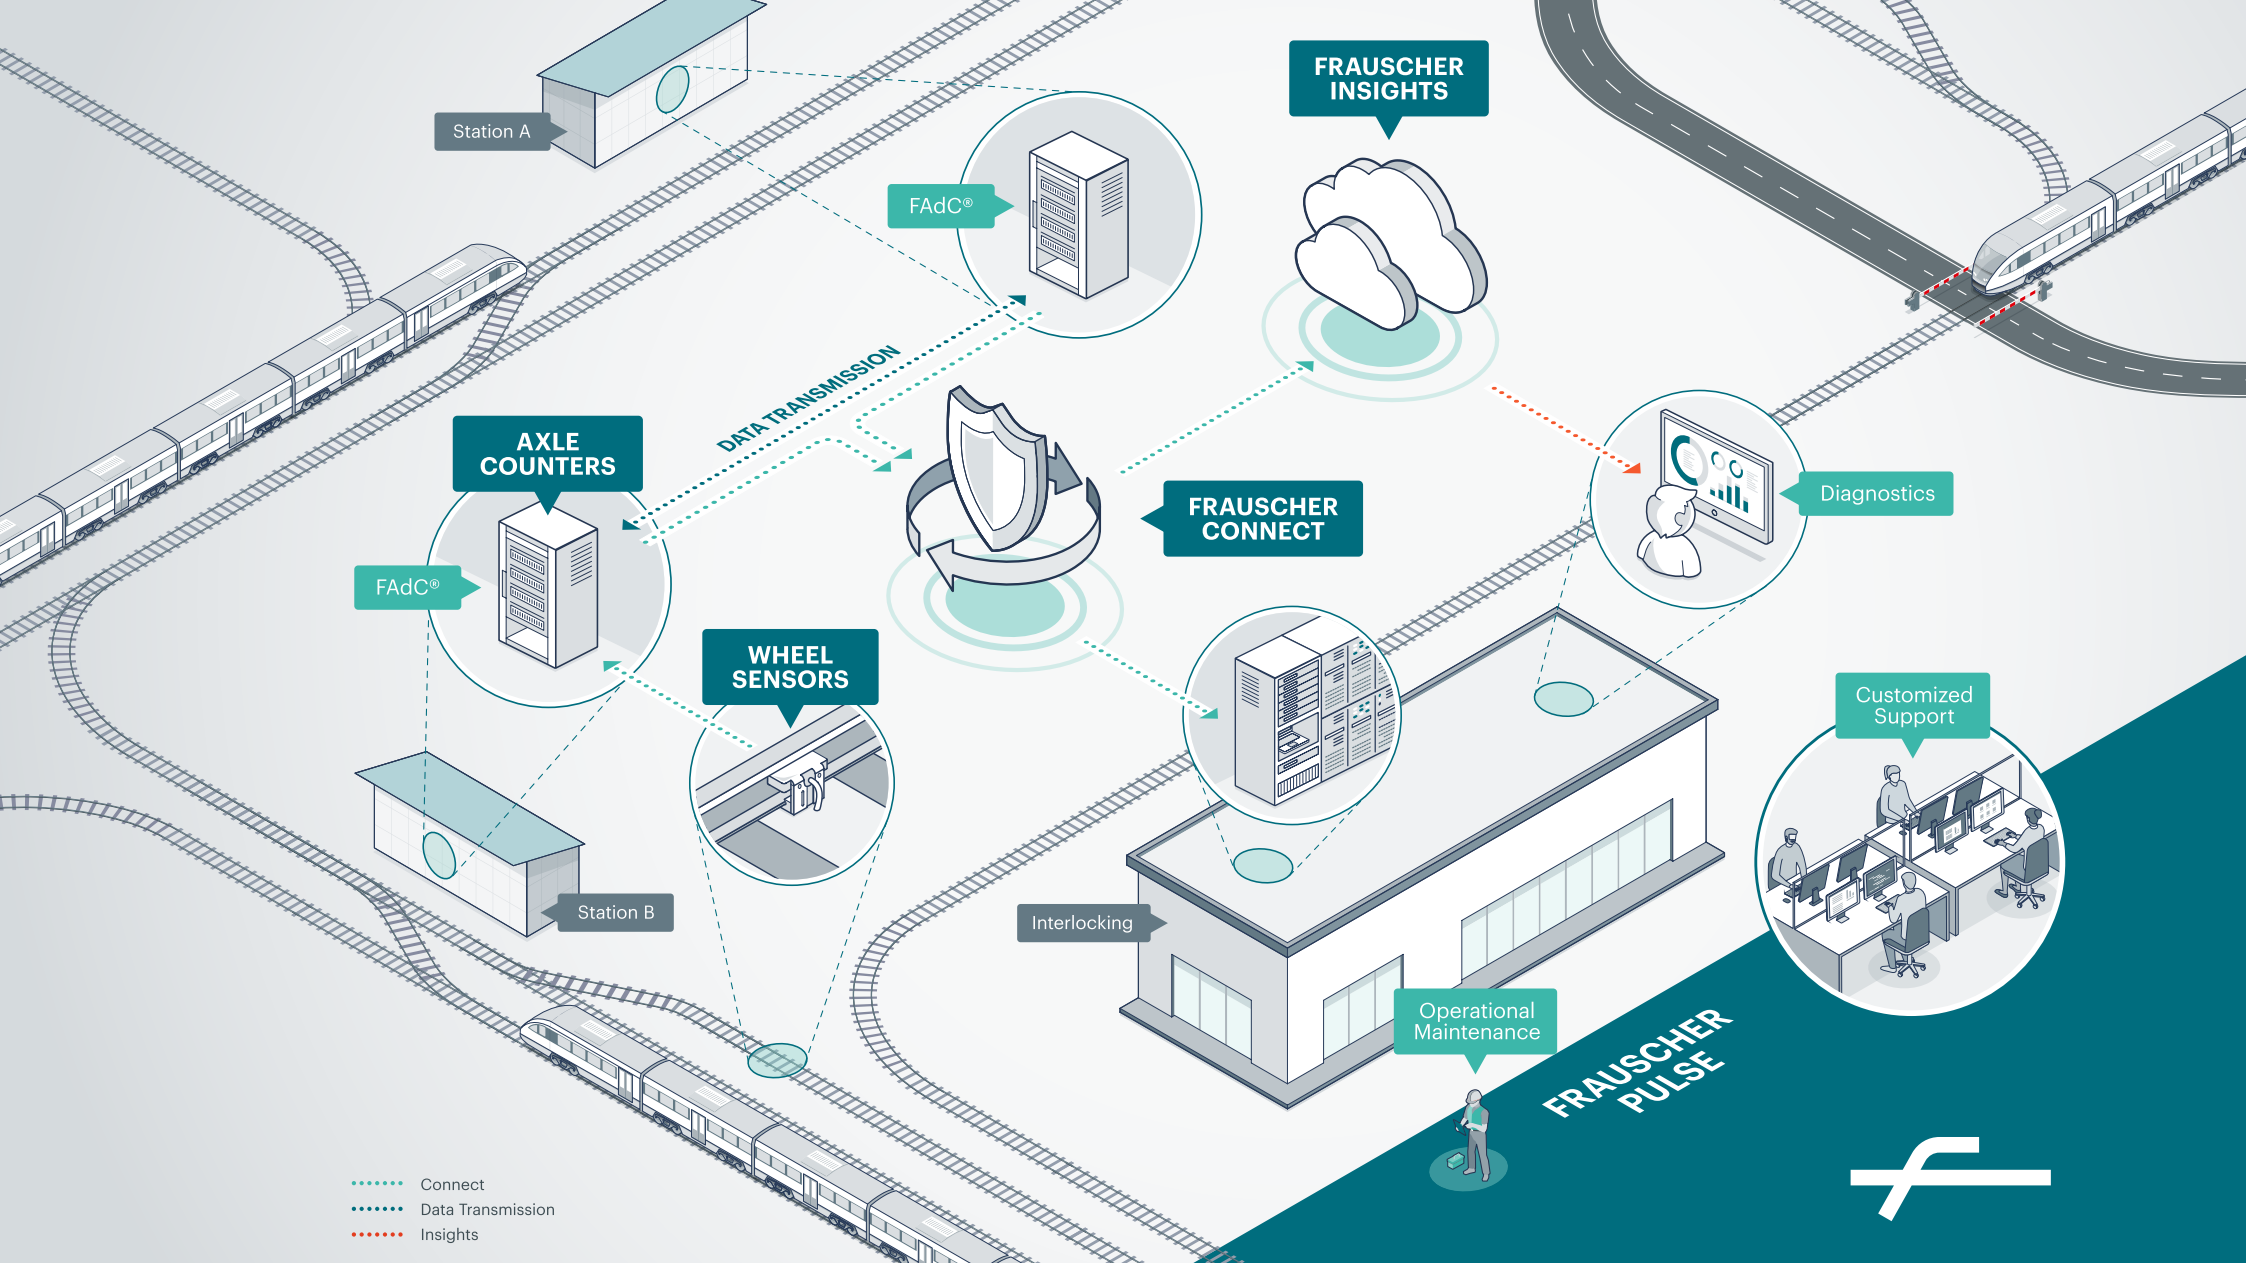 FRAUSCHER
INSIGHTS
Station A
FAdC®
DATA TRANSMISSION
AXLE
COUNTERS
FRAUSCHER
CONNECT
Diagnostics
FAdC®
WHEEL
SENSORS
Customized
Support
Station B
Interlocking
Operational
Maintenance
FRAUSCHER
PULSE
Connect
Data Transmission
Insights